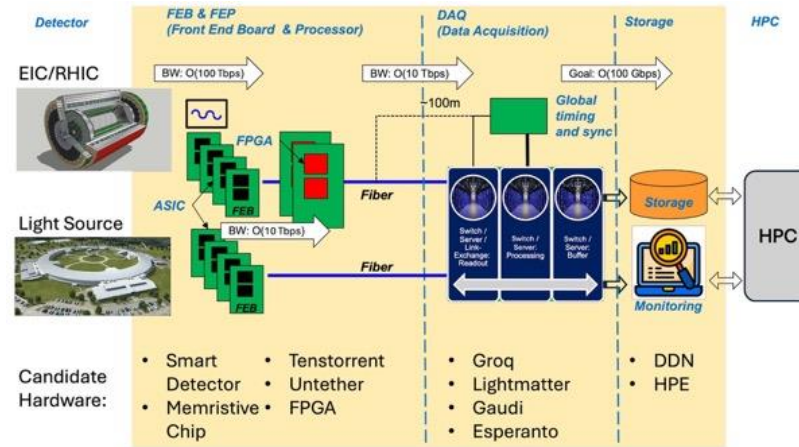 Detector
FEB & FEP
(Front End Board & Processor)
DAQ
(Data Acquisition)
Storage
HPC
EIC/RHIC
BW: O(100 Tbps)
BW: O(10 Tbps)
Goal: O(100 Gbps)
~100m
Global
timing
and sync
FPGA
ASIC
FEB
Fiber
Light Source
BW: O(10 Tbps}
FEB
Fiber
Switch /
Server /
Link-
Exchange:
Readout
Switch /
Server:
Processing
Switch /
Server:
Buffer
Storage
Monitoring
HPC
Candidate
Hardware:
• Smart
Detector
• Memristive
Chip
• Tenstorrent
• Untether
• FPGA
• Groq
• Lightmatter
• Gaudi
• Esperanto
• DDN
• HPE